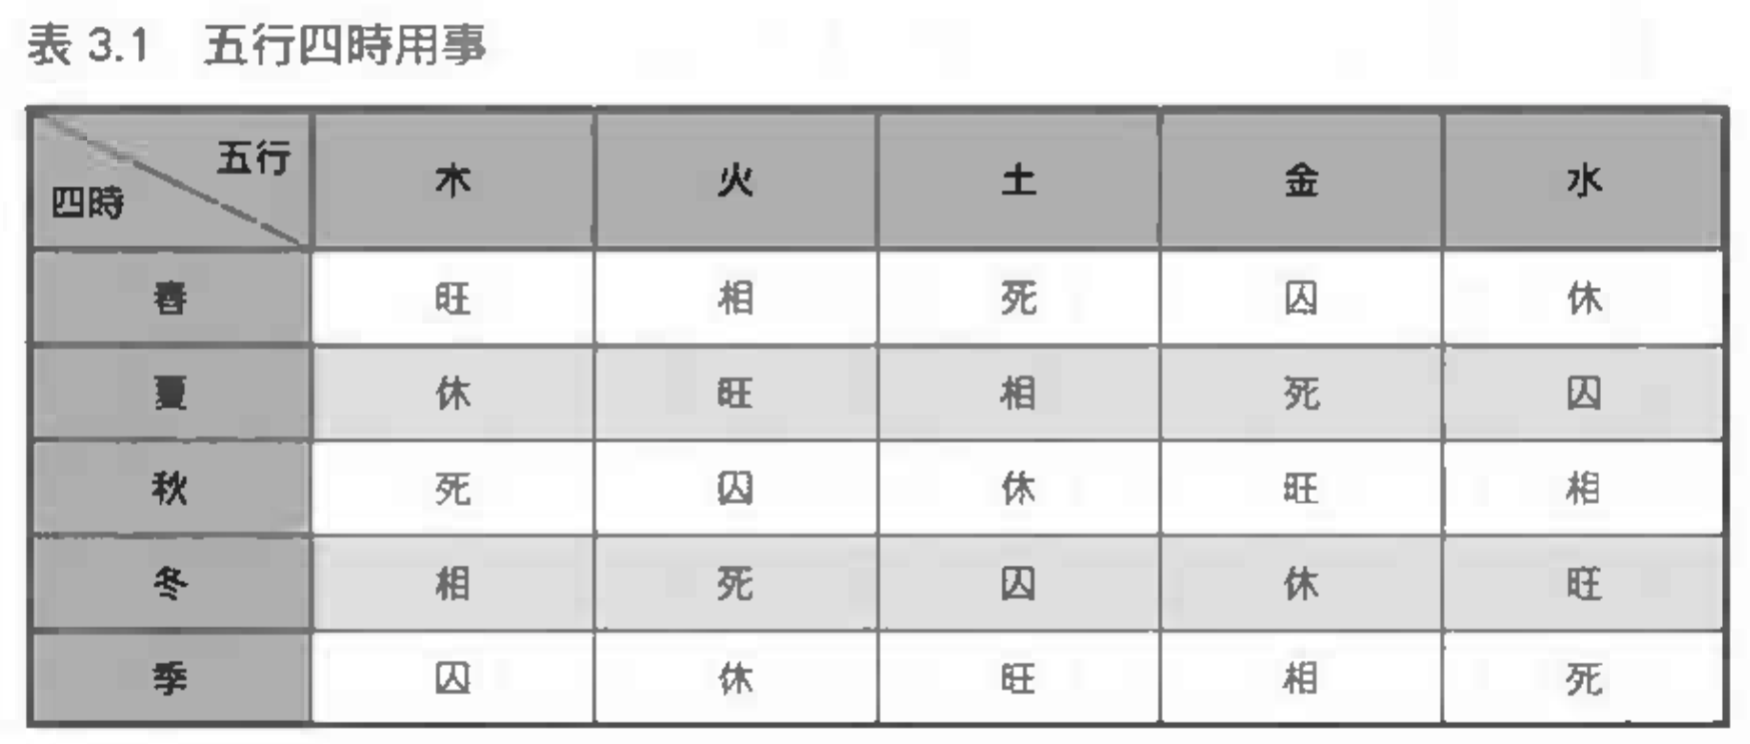 表 3.1 五行四時用事
五行
四時 木 火 土 金 水
春 旺 相 死 囚 休
夏 休 旺 相 死 囚
秋 死 囚 休 旺 相
冬 相 死 囚 休 旺
季 囚 休 旺 相 死